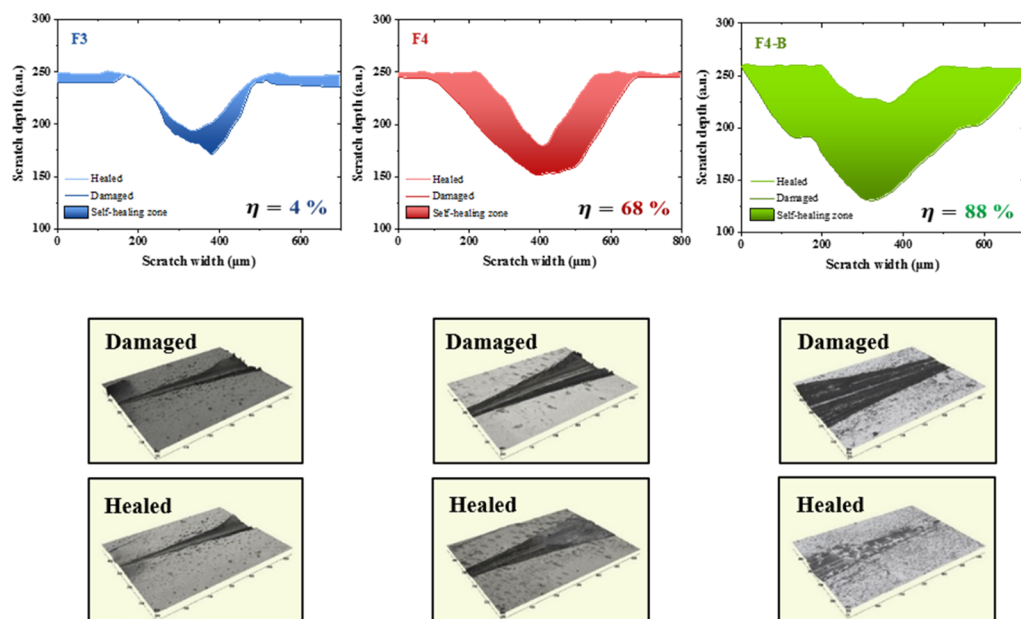 F3
300
250
200
150
100
Scratch depth (a.u.)
Healed
Damaged
Self-healing zone
η = 4 %
0
200
400
600
Scratch width (μm)
F4
300
250
200
150
100
Scratch depth (a.u.)
Healed
Damaged
Self-healing zone
η = 68 %
0
200
400
600
800
Scratch width (μm)
F4-B
300
250
200
150
100
Scratch depth (a.u.)
Healed
Damaged
Self-healing zone
η = 88 %
0
200
400
600
Scratch width (μm)
Damaged
Damaged
Damaged
Healed
Healed
Healed